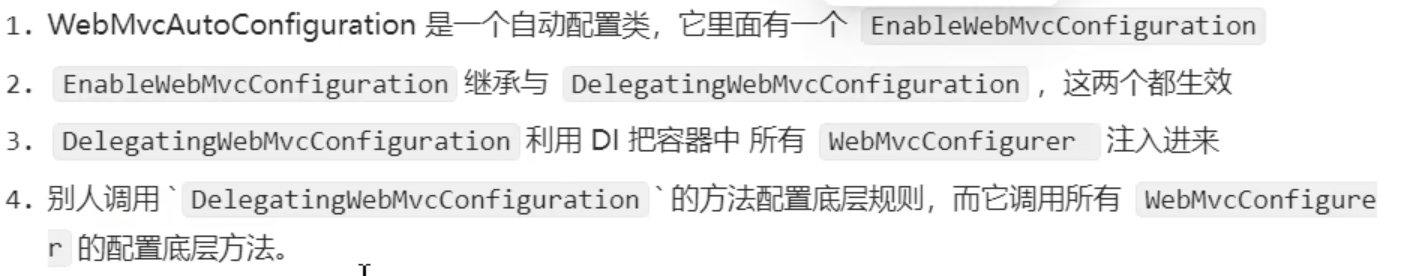 1. WebMvcAutoConfiguration 是一个自动配置类，它里面有一个 EnableWebMvcConfiguration
2. EnableWebMvcConfiguration 继承与 DelegatingWebMvcConfiguration ，这两个都生效
3. DelegatingWebMvcConfiguration 利用 DI 把容器中 所有 WebMvcConfigurer 注入进来
4. 别人调用 ` DelegatingWebMvcConfiguration ` 的方法配置底层规则，而它调用所有 WebMvcConfigure
r 的配置底层方法。